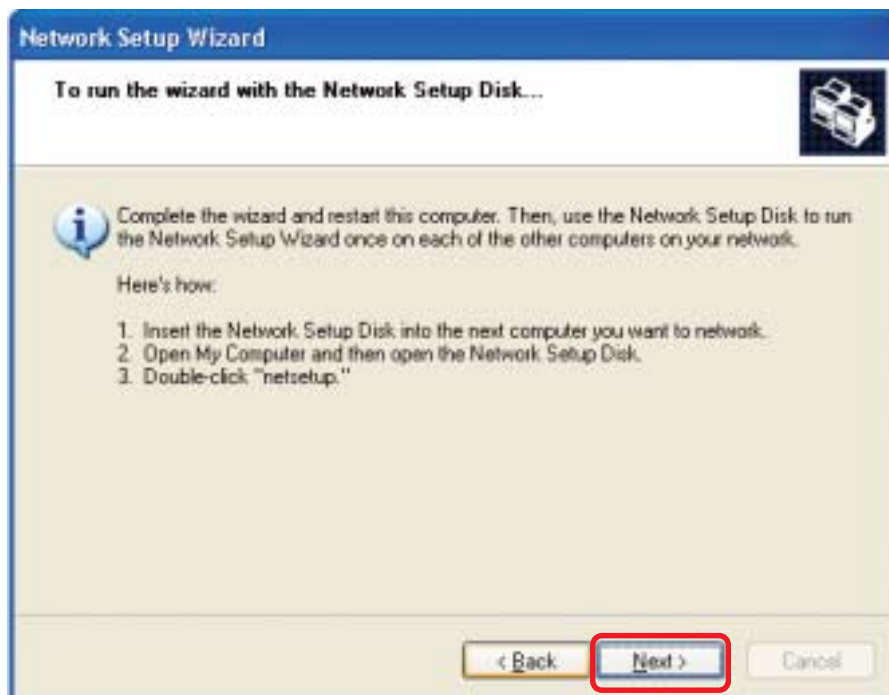 Network Setup Wizard
To run the wizard with the Network Setup Disk...
Complete the wizard and restart this computer. Then, use the Network Setup Disk to run
the Network Setup Wizard once on each of the other computers on your network.
Here's how:
1. Insert the Network Setup Disk into the next computer you want to network.
2. Open My Computer and then open the Network Setup Disk.
3. Double-click "netsetup."
< Back
Next >
Cancel